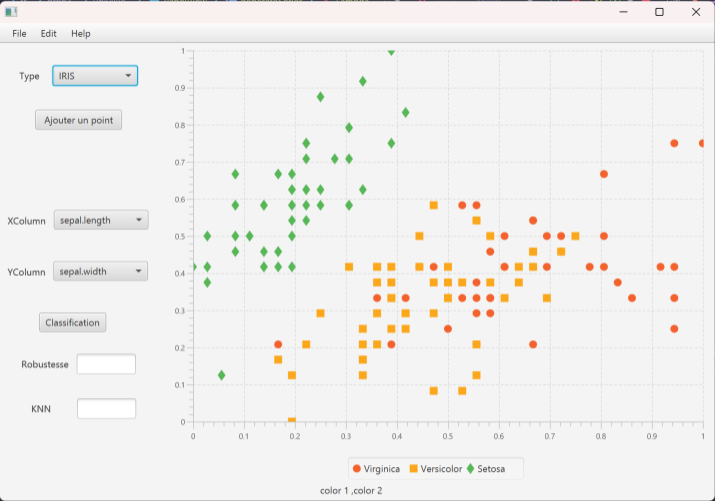 File Edit Help
Type IRIS
Ajouter un point
XColumn sepal.length
YColumn sepal.width
Classification
Robustesse
KNN
1
0.9
0.8
0.7
0.6
0.5
0.4
0.3
0.2
0.1
0
0 0.1 0.2 0.3 0.4 0.5 0.6 0.7 0.8 0.9 1
Virginica Versicolor Setosa
color 1 ,color 2